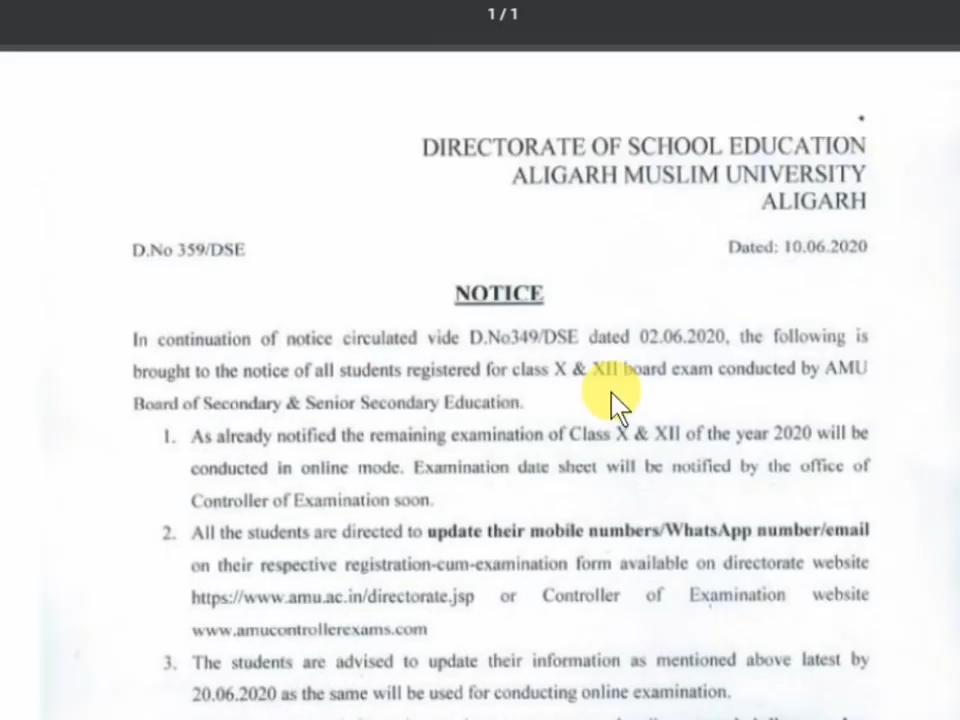 1 / 1
DIRECTORATE OF SCHOOL EDUCATION
ALIGARH MUSLIM UNIVERSITY
ALIGARH
D.No 359/DSE Dated: 10.06.2020
NOTICE
In continuation of notice circulated vide D.No349/DSE dated 02.06.2020, the following is
brought to the notice of all students registered for class X & XII board exam conducted by AMU
Board of Secondary & Senior Secondary Education.
1. As already notified the remaining examination of Class X & XII of the year 2020 will be
conducted in online mode. Examination date sheet will be notified by the office of
Controller of Examination soon.
2. All the students are directed to update their mobile numbers/WhatsApp number/email
on their respective registration-cum-examination form available on directorate website
https://www.amu.ac.in/directorate.jsp or Controller of Examination website
www.amucontrollerexams.com
3. The students are advised to update their information as mentioned above latest by
20.06.2020 as the same will be used for conducting online examination.